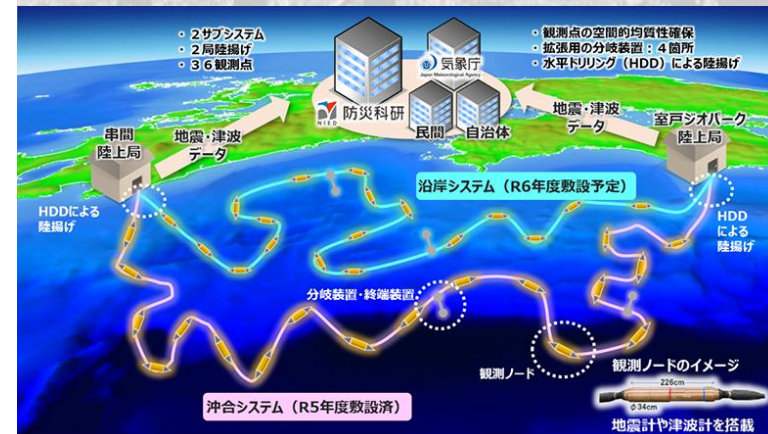 ・2サブシステム
・2局陸揚げ
・36観測点
・観測点の空間的均質性確保
・拡張用の分岐装置：4箇所
・水平ドリリング（HDD）による陸揚げ
気象庁
Japan Meteorological Agency
NIED
防災科研
民間
自治体
串間
陸上局
地震・津波
データ
地震・津波
データ
室戸ジオパーク
陸上局
HDDによる
陸揚げ
沿岸システム（R6年度敷設予定）
HDD
による
陸揚げ
分岐装置・終端装置
観測ノード
沖合システム（R5年度敷設済）
観測ノードのイメージ
226cm
φ34cm
地震計や津波計を搭載